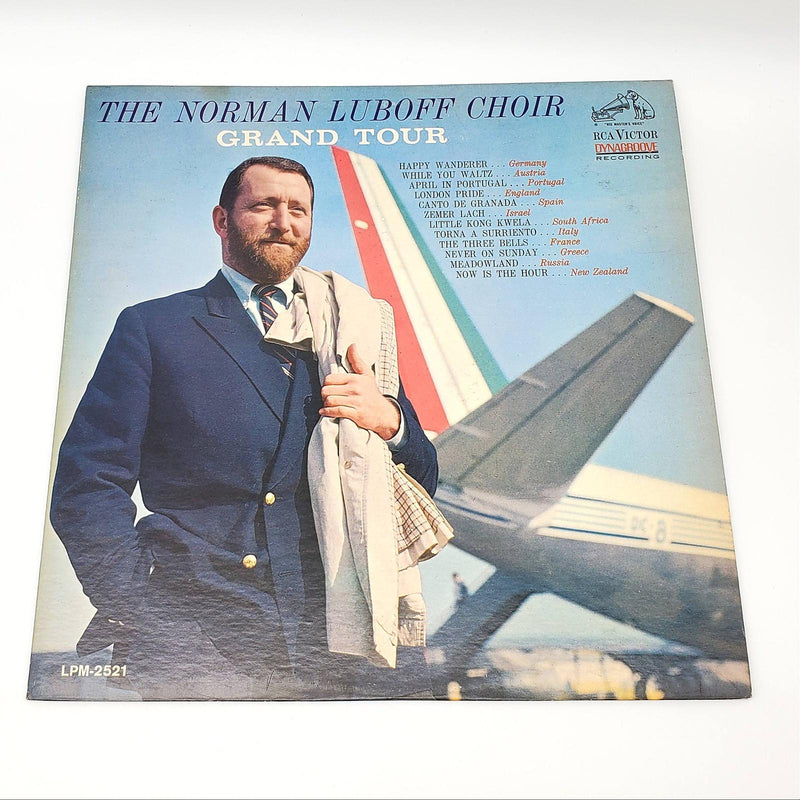 THE NORMAN LUBOFF CHOIR
GRAND TOUR
"HIS MASTER'S VOICE"
RCA VICTOR
DYNAGROOVE
RECORDING
HAPPY WANDERER . . . Germany
WHILE YOU WALTZ . . . Austria
APRIL IN PORTUGAL . . . Portugal
LONDON PRIDE . . . England
CANTO DE GRANADA . . . Spain
ZEMER LACH . . . Israel
LITTLE KONG KWELA . . . South Africa
TORNA A SURRIENTO . . . Italy
THE THREE BELLS . . . France
NEVER ON SUNDAY . . . Greece
MEADOWLAND . . . Russia
NOW IS THE HOUR . . . New Zealand
DC-8
LPM-2521